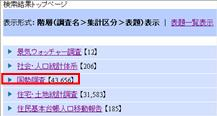 検索結果トップページ
表示形式: 階層(調査名>集計区分>表題)表示 | 表題一覧表示
景気ウォッチャー調査【12】
社会・人口統計体系【206】
国勢調査【43,656】
住宅・土地統計調査【31,583】
住民基本台帳人口移動報告【185】